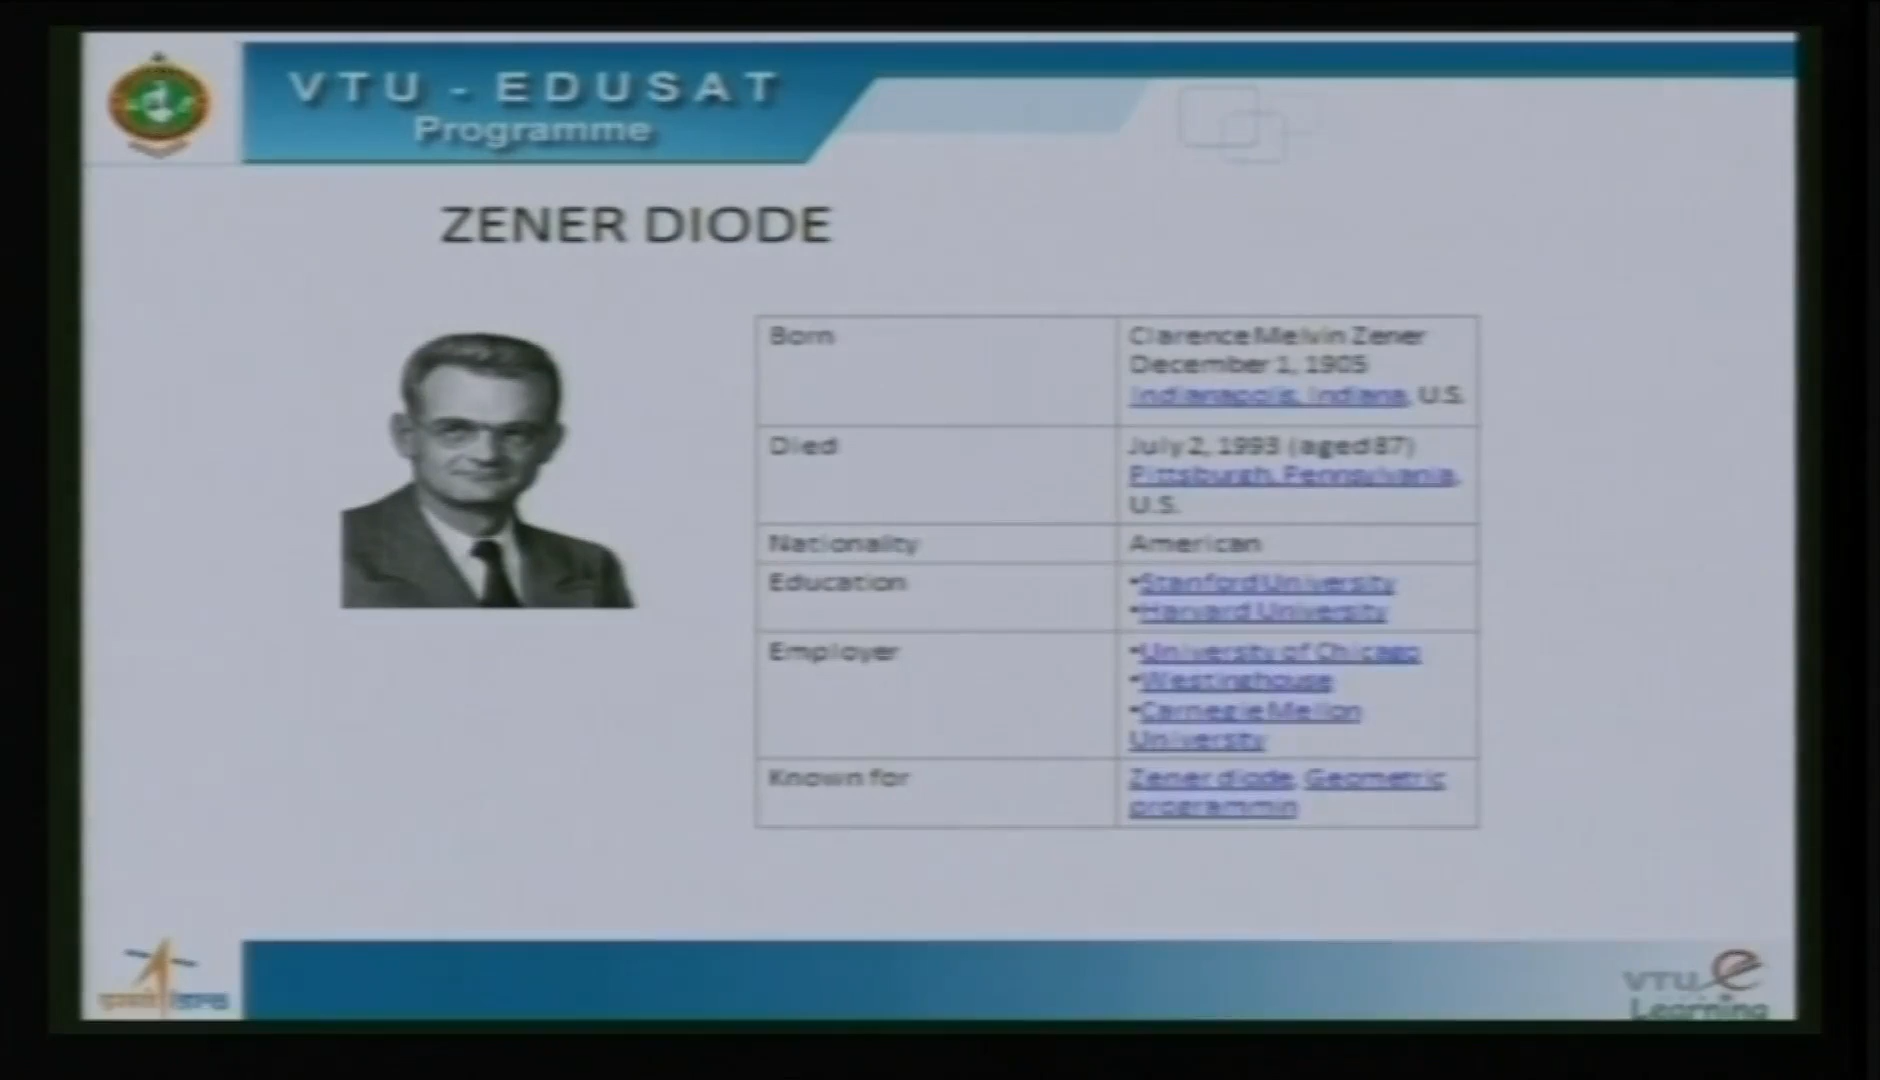 VTU - EDUSAT
Programme
ZENER DIODE
Born
Clarence Melvin Zener
December 1, 1905
Indianapolis, Indiana, U.S.
Died
July 2, 1993 (aged 87)
Pittsburgh, Pennsylvania,
U.S.
Nationality
American
Education
•Stanford University
•Harvard University
Employer
•University of Chicago
•Westinghouse
•Carnegie Mellon
University
Known for
Zener diode, Geometric
programmin
VTU e
Learning